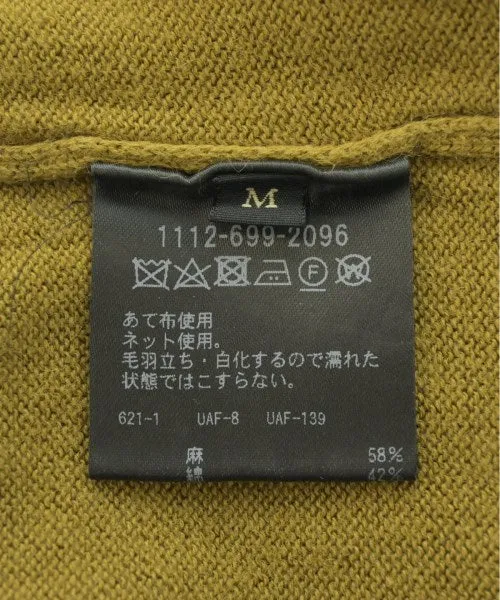 M
1112-699-2096
F
あて布使用
ネット使用。
毛羽立ち・白化するので濡れた
状態ではこすらない。
621-1 UAF-8 UAF-139
麻 58%
綿 42%